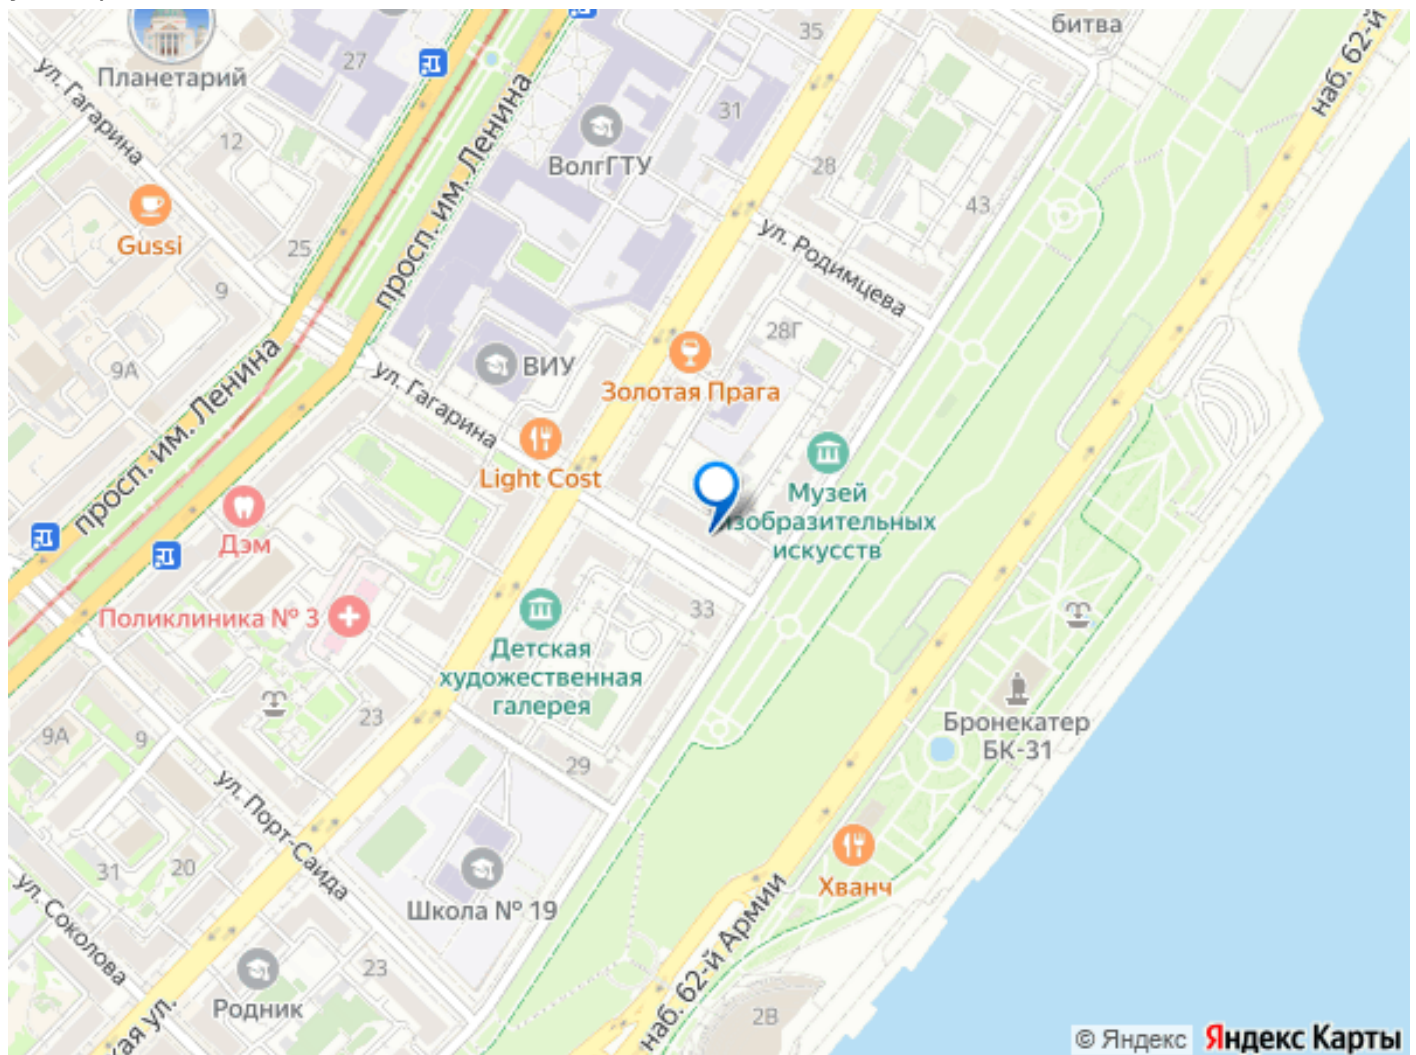 битва
35
наб. 62-й
27
Планетарий
ул. Гагарина
просп. им. Ленина
31
12
ВолгГТУ
28
43
Gussi
25
ул. Родимцева
9
28Г
ВИУ
9А
Золотая Прага
ул. Гагарина
просп. им. Ленина
Light Cost
Музей
изобразительных
искусств
Дэм
Поликлиника № 3
33
Детская
художественная
галерея
23
Бронекатер
БК-31
9А
9
29
ул. Порт-Саида
31
20
Хванч
Школа № 19
ул. Соколова
наб. 62-й Армии
23
Родник
кая ул.
2В
© Яндекс Яндекс Карты